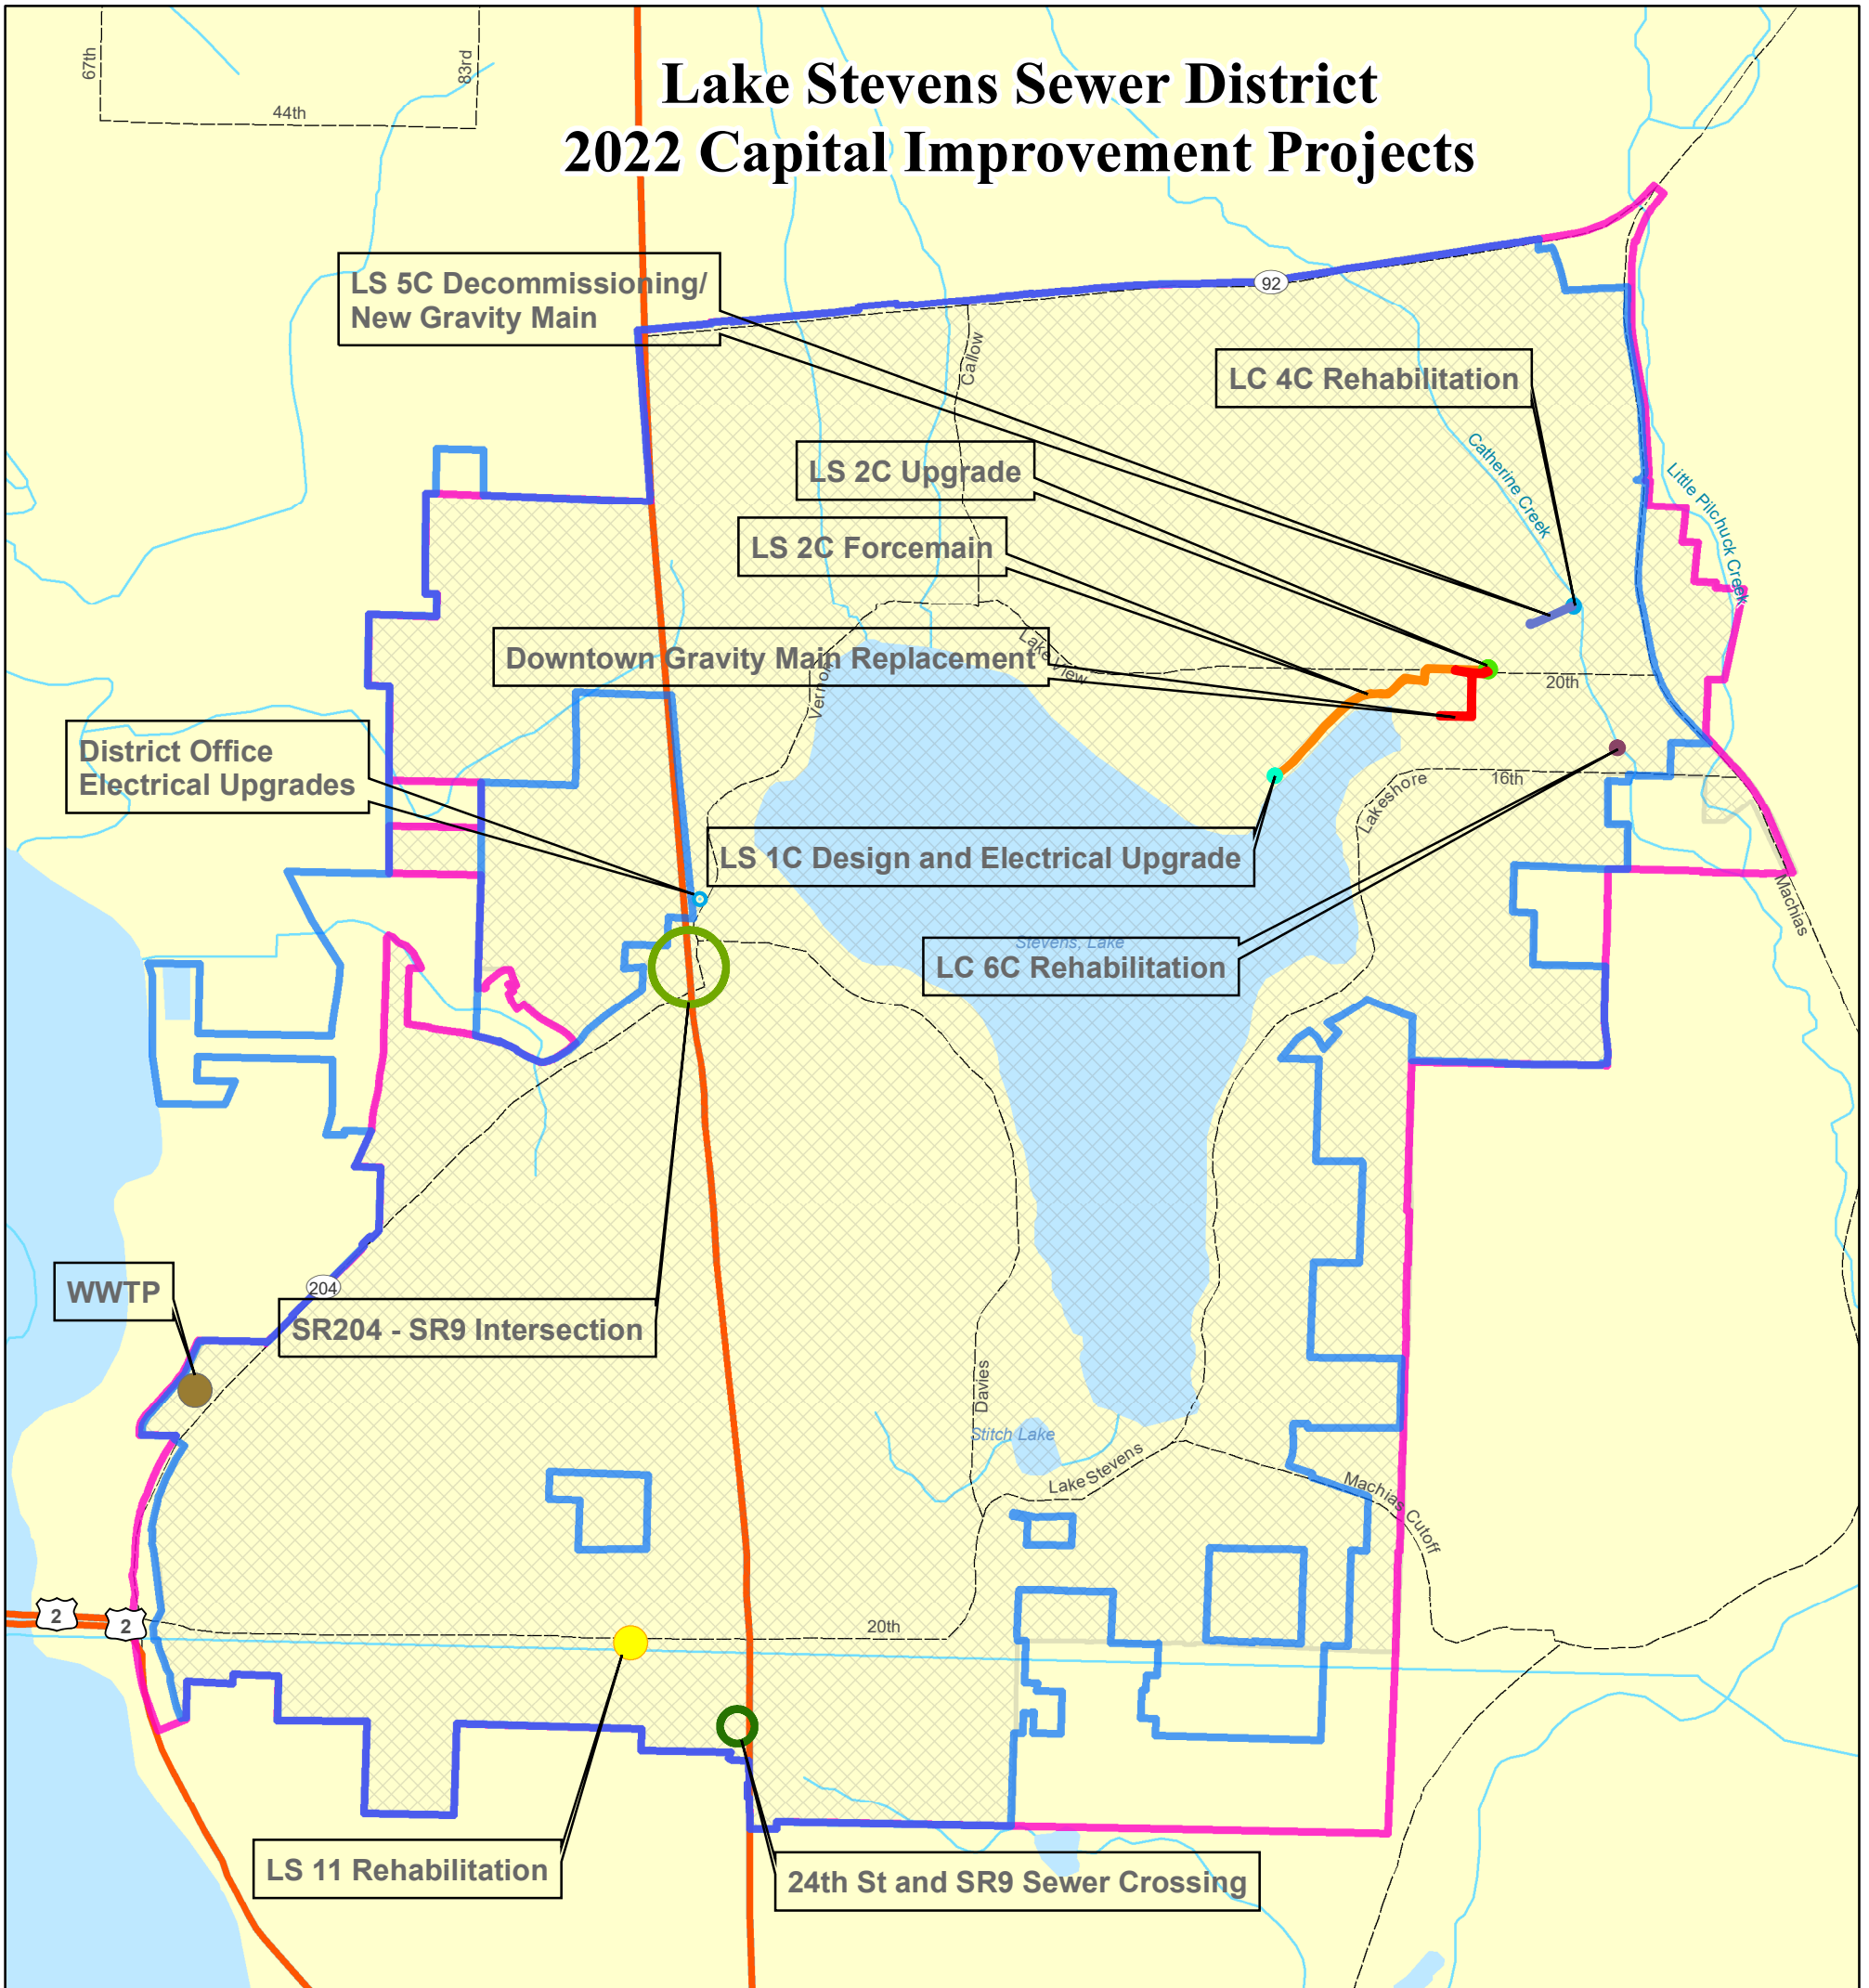 Lake Stevens Sewer District
2022 Capital Improvement Projects
67th
83rd
44th
LS 5C Decommissioning/
New Gravity Main
92
Callow
LC 4C Rehabilitation
LS 2C Upgrade
Catherine Creek
Little Pilchuck Creek
LS 2C Forcemain
Downtown Gravity Main Replacement
Lake View
Vernon
20th
District Office
Electrical Upgrades
Lakeshore
16th
LS 1C Design and Electrical Upgrade
Machias
Stevens, Lake
LC 6C Rehabilitation
WWTP
204
SR204 - SR9 Intersection
Davies
Stitch Lake
Lake Stevens
Machias Cutoff
2
2
20th
LS 11 Rehabilitation
24th St and SR9 Sewer Crossing